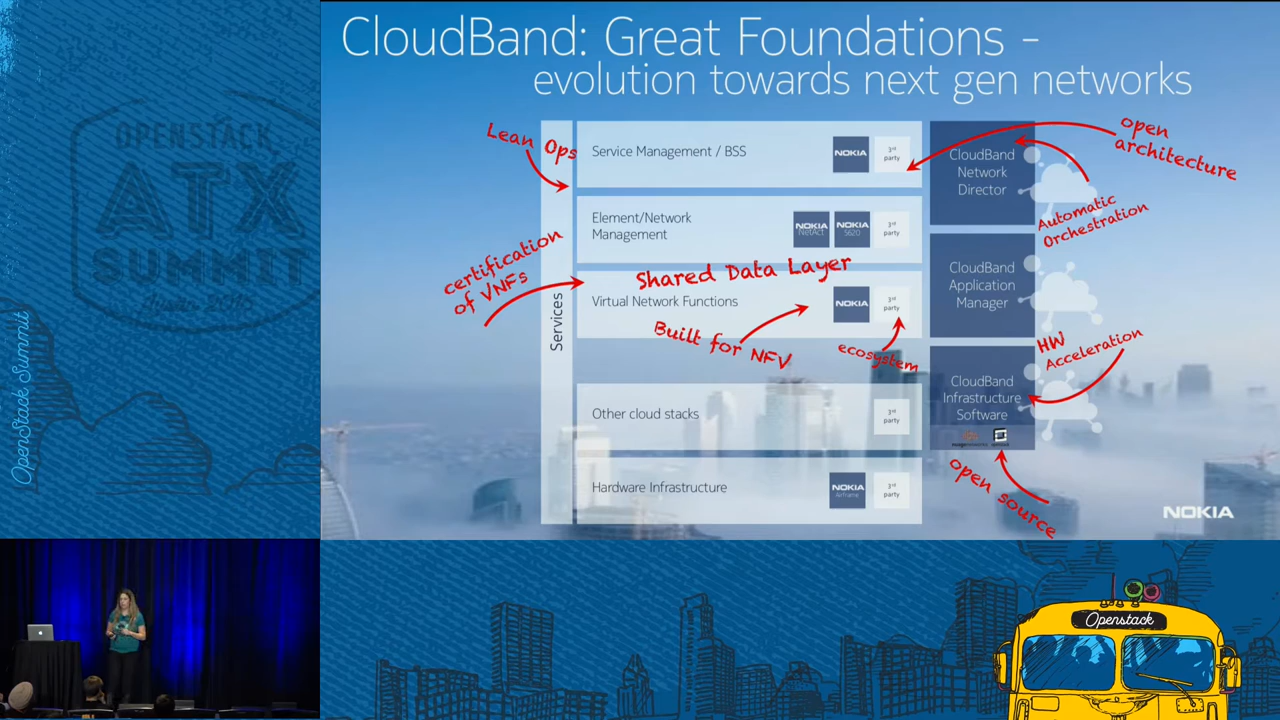 OPENSTACK
ATX
SUMMIT
Austin
OpenStack Summit
CloudBand: Great Foundations -
evolution towards next gen networks
Lean Ops
certification
of VNFs
Services
Service Management / BSS
NOKIA
3rd
party
Element/Network
Management
NOKIA
NetAct
NOKIA
5620
3rd
party
Shared Data Layer
Virtual Network Functions
NOKIA
3rd
party
Built for NFV
ecosystem
Other cloud stacks
3rd
party
Hardware Infrastructure
NOKIA
Airframe
3rd
party
CloudBand
Network
Director
open
architecture
Automatic
Orchestration
CloudBand
Application
Manager
HW
Acceleration
CloudBand
Infrastructure
Software
nuagenetworks
openstack
open source
NOKIA
Openstack